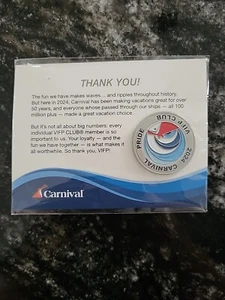 THANK YOU!
The fun we have makes waves... and ripples throughout history.
But here in 2024, Carnival has been making vacations great for over
50 years, and everyone whose passed through our ships — all 100
million plus — made a great vacation choice.
But it's not all about big numbers: every
individual VIFP CLUB® member is so
important to us. Your loyalty — and the
fun we have together — is what makes it
all worthwhile. So thank you, VIFP!
Carnival
VIFP CLUB
2024 CARNIVAL PRIDE